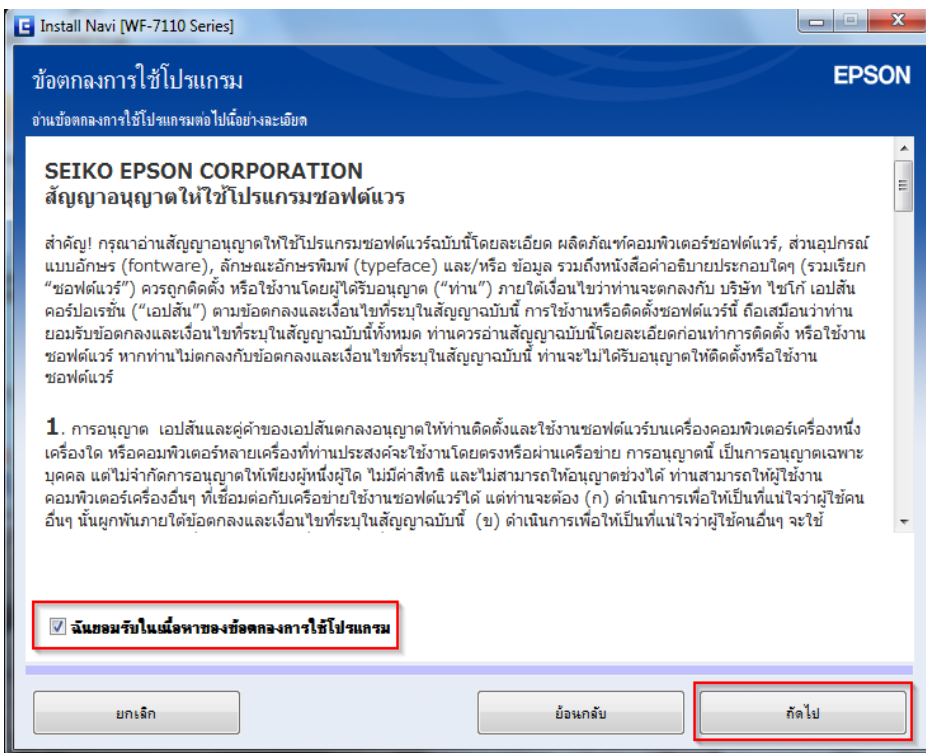 Install Navi [WF-7110 Series]
ข้อตกลงการใช้โปรแกรม
EPSON
อ่านข้อตกลงการใช้โปรแกรมต่อไปนี้อย่างละเอียด
SEIKO EPSON CORPORATION
สัญญาอนุญาตให้ใช้โปรแกรมซอฟต์แวร์
สำคัญ! กรุณาอ่านสัญญาอนุญาตให้ใช้โปรแกรมซอฟต์แวร์ฉบับนี้โดยละเอียด ผลิตภัณฑ์คอมพิวเตอร์ซอฟต์แวร์, ส่วนอุปกรณ์
แบบอักษร (fontware), ลักษณะอักษรพิมพ์ (typeface) และ/หรือ ข้อมูล รวมถึงหนังสือคำอธิบายประกอบใดๆ (รวมเรียก
“ซอฟต์แวร์”) ควรถูกติดตั้ง หรือใช้งานโดยผู้ได้รับอนุญาต (“ท่าน”) ภายใต้เงื่อนไขว่าท่านจะตกลงกับ บริษัท ไซโก้ เอปสัน
คอร์ปอเรชั่น (“เอปสัน”) ตามข้อตกลงและเงื่อนไขที่ระบุในสัญญาฉบับนี้ การใช้งานหรือติดตั้งซอฟต์แวร์นี้ ถือเสมือนว่าท่าน
ยอมรับข้อตกลงและเงื่อนไขที่ระบุในสัญญาฉบับนี้ทั้งหมด ท่านควรอ่านสัญญาฉบับนี้โดยละเอียดก่อนทำการติดตั้ง หรือใช้งาน
ซอฟต์แวร์ หากท่านไม่ตกลงกับข้อตกลงและเงื่อนไขที่ระบุในสัญญาฉบับนี้ ท่านจะไม่ได้รับอนุญาตให้ติดตั้งหรือใช้งาน
ซอฟต์แวร์
1. การอนุญาต เอปสันและคู่ค้าของเอปสันตกลงอนุญาตให้ท่านติดตั้งและใช้งานซอฟต์แวร์บนเครื่องคอมพิวเตอร์เครื่องหนึ่ง
เครื่องใด หรือคอมพิวเตอร์หลายเครื่องที่ท่านประสงค์จะใช้งานโดยตรงหรือผ่านเครือข่าย การอนุญาตนี้ เป็นการอนุญาตเฉพาะ
บุคคล แต่ไม่จำกัดการอนุญาตให้เพียงผู้หนึ่งผู้ใด ไม่มีค่าสิทธิ และไม่สามารถให้อนุญาตช่วงได้ ท่านสามารถให้ผู้ใช้งาน
คอมพิวเตอร์เครื่องอื่นๆ ที่เชื่อมต่อกับเครือข่ายใช้งานซอฟต์แวร์ได้ แต่ท่านจะต้อง (ก) ดำเนินการเพื่อให้เป็นที่แน่ใจว่าผู้ใช้คน
อื่นๆ นั้นผูกพันภายใต้ข้อตกลงและเงื่อนไขที่ระบุในสัญญาฉบับนี้ (ข) ดำเนินการเพื่อให้เป็นที่แน่ใจว่าผู้ใช้คนอื่นๆ จะใช้
ฉันยอมรับในเนื้อหาของข้อตกลงการใช้โปรแกรม
ยกเลิก
ย้อนกลับ
ถัดไป